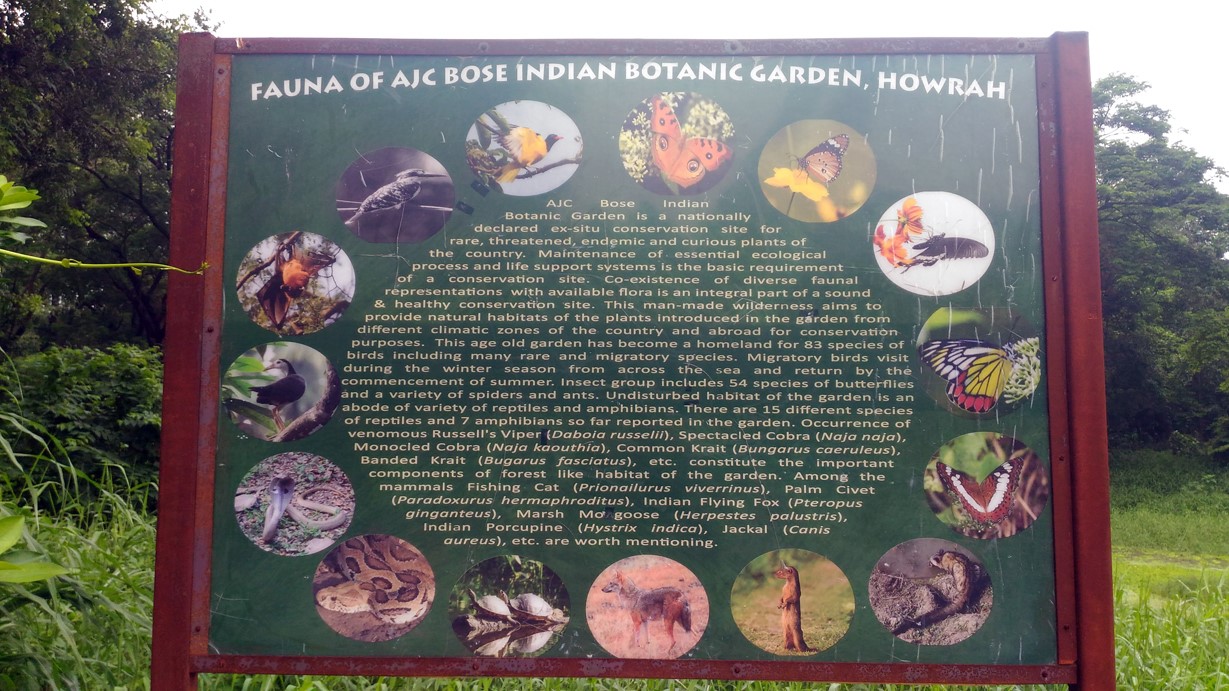 FAUNA OF AJC BOSE INDIAN BOTANIC GARDEN, HOWRAH
AJC Bose Indian
Botanic Garden is a nationally
declared ex-situ conservation site for
rare, threatened, endemic and curious plants of
the country. Maintenance of essential ecological
process and life support systems is the basic requirement
of a conservation site. Co-existence of diverse faunal
representations with available flora is an integral part of a sound
& healthy conservation site. This man-made wilderness aims to
provide natural habitats of the plants introduced in the garden from
different climatic zones of the country and abroad for conservation
purposes. This age old garden has become a homeland for 83 species of
birds including many rare and migratory species. Migratory birds visit
during the winter season from across the sea and return by the
commencement of summer. Insect group includes 54 species of butterflies
and a variety of spiders and ants. Undisturbed habitat of the garden is an
abode of variety of reptiles and amphibians. There are 15 different species
of reptiles and 7 amphibians so far reported in the garden. Occurrence of
venomous Russell's Viper (Daboia russelii), Spectacled Cobra (Naja naja),
Monocled Cobra (Naja kaouthia), Common Krait (Bungarus caeruleus),
Banded Krait (Bugarus fasciatus), etc. constitute the important
components of forest like habitat of the garden. Among the
mammals Fishing Cat (Prionailurus viverrinus), Palm Civet
(Paradoxurus hermaphroditus), Indian Flying Fox (Pteropus
ginganteus), Marsh Mongoose (Herpestes palustris),
Indian Porcupine (Hystrix indica), Jackal (Canis
aureus), etc. are worth mentioning.